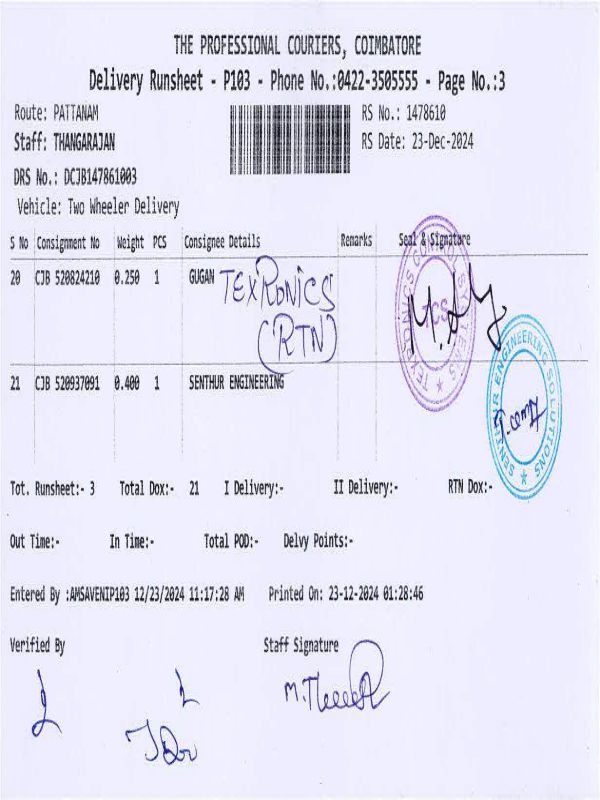 THE PROFESSIONAL COURIERS, COIMBATORE
Delivery Runsheet - P103 - Phone No.:0422-3505555 - Page No.:3
Route: PATTANAM
RS No.: 1478610
Staff: THANGARAJAN
RS Date: 23-Dec-2024
DRS No.: DCJB147861003
Vehicle: Two Wheeler Delivery
S No Consignment No Weight PCS Consignee Details Remarks Seal & Signature
20 CJB 520824210 0.250 1 GUGAN TEXRONICS
(RTN)
TCS
21 CJB 520937091 0.400 1 SENTHUR ENGINEERING
SENTHUR ENGINEERING SOLUTIONS
Tot. Runsheet:- 3 Total Dox:- 21 I Delivery:- II Delivery:- RTN Dox:-
Out Time:- In Time:- Total POD:- Delvy Points:-
Entered By :AMSAVENIP103 12/23/2024 11:17:28 AM Printed On: 23-12-2024 01:28:46
Verified By Staff Signature